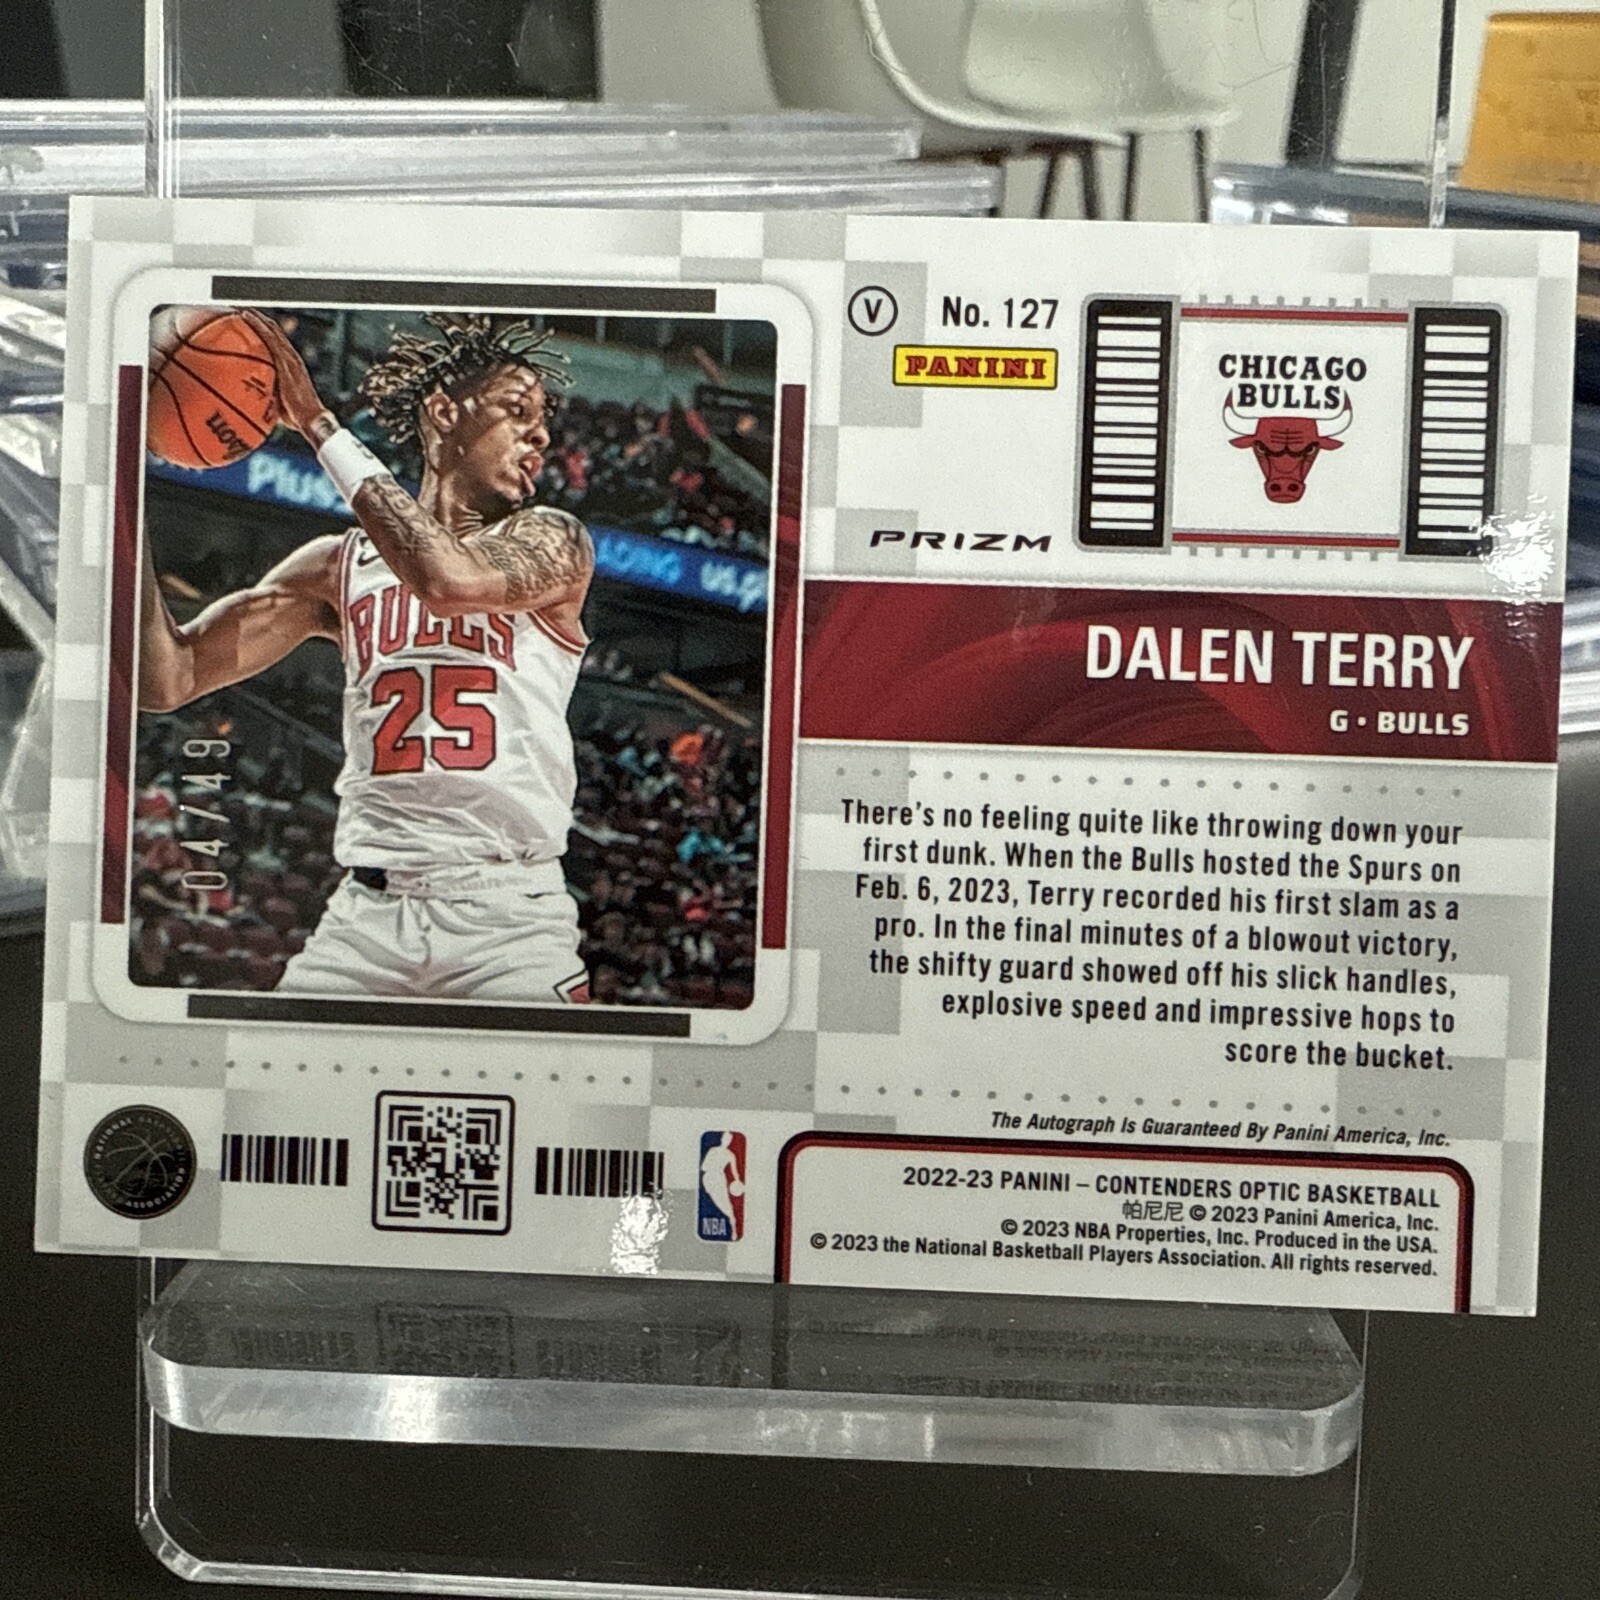 V No. 127
PANINI
PRIZM
CHICAGO
BULLS
DALEN TERRY
G • BULLS
Plus
BULLS
25
04/49
There's no feeling quite like throwing down your
first dunk. When the Bulls hosted the Spurs on
Feb. 6, 2023, Terry recorded his first slam as a
pro. In the final minutes of a blowout victory,
the shifty guard showed off his slick handles,
explosive speed and impressive hops to
score the bucket.
The Autograph Is Guaranteed By Panini America, Inc.
NBA
2022-23 PANINI – CONTENDERS OPTIC BASKETBALL
帕尼尼 © 2023 Panini America, Inc.
© 2023 NBA Properties, Inc. Produced in the USA.
© 2023 the National Basketball Players Association. All rights reserved.